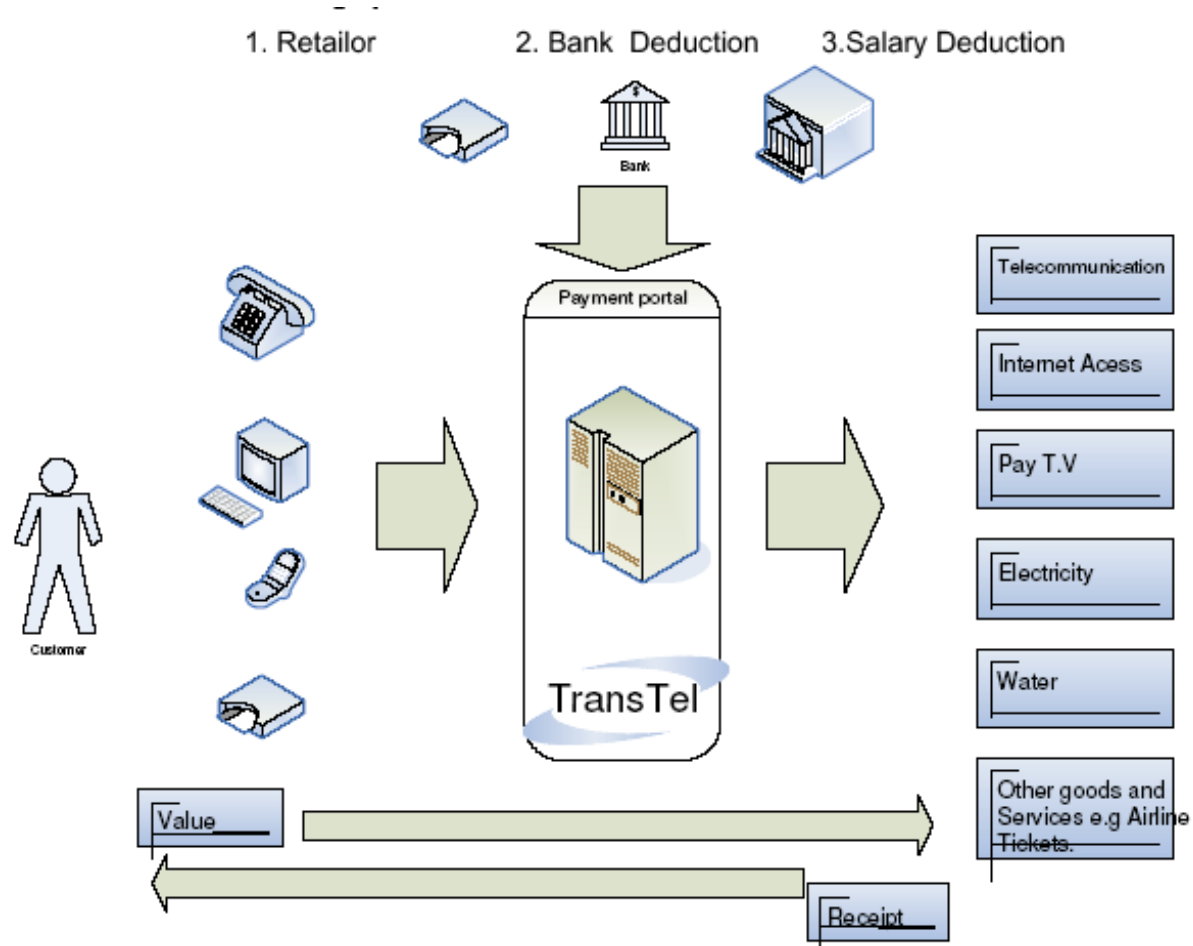 1. Retailor
2. Bank Deduction
3.Salary Deduction
Bank
Payment portal
Telecommunication
Internet Acess
Pay T.V
Electricity
Customer
Water
TransTel
Other goods and
Services e.g Airline
Tickets.
Value
Receipt